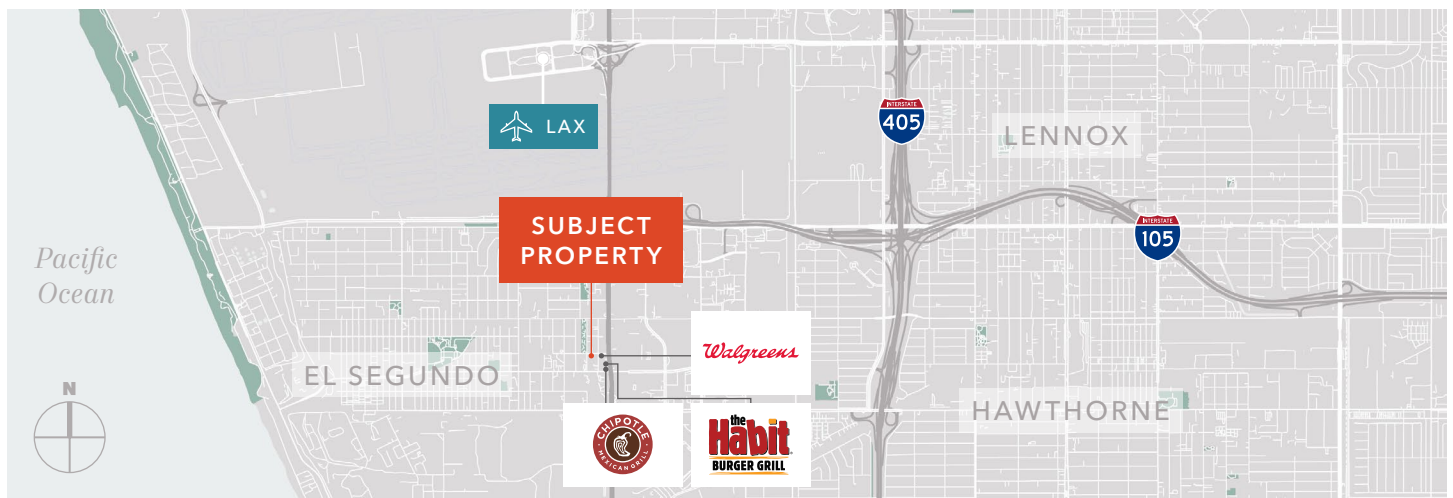 LAX
INTERSTATE
405
LENNOX
SUBJECT
PROPERTY
INTERSTATE
105
Pacific
Ocean
Walgreens
EL SEGUNDO
N
HAWTHORNE
CHIPOTLE
MEXICAN GRILL
the
Habit
BURGER GRILL